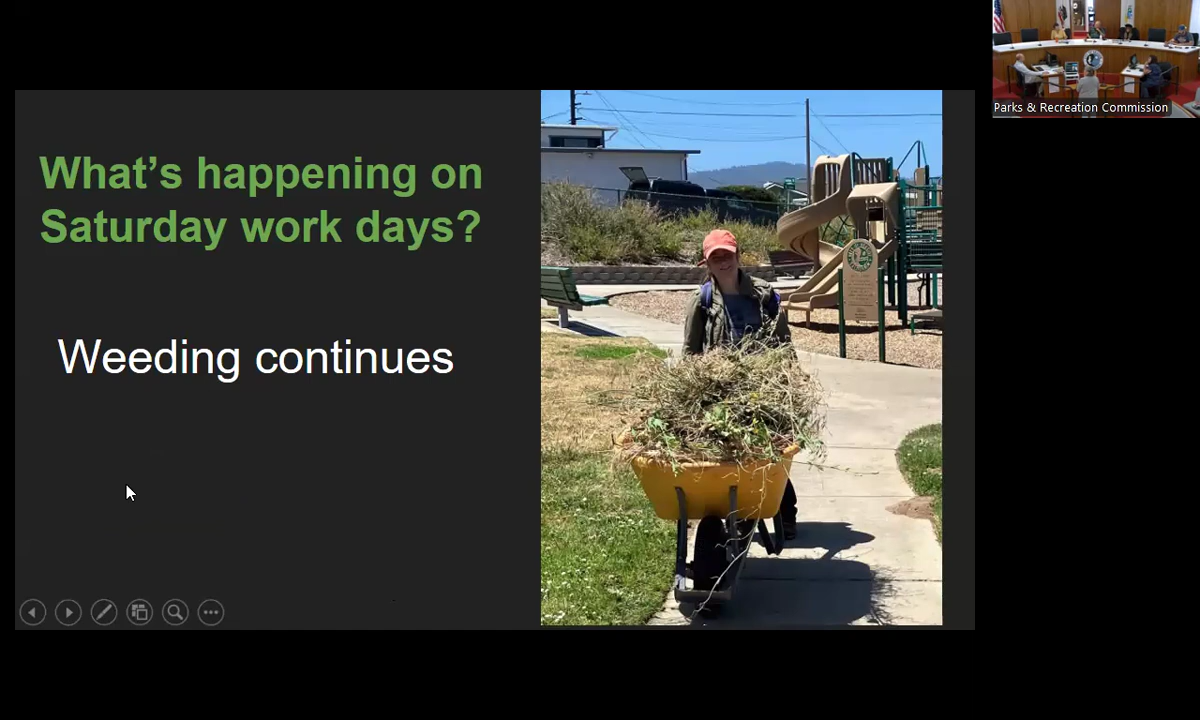 What's happening on
Saturday work days?
Weeding continues
Parks & Recreation Commission